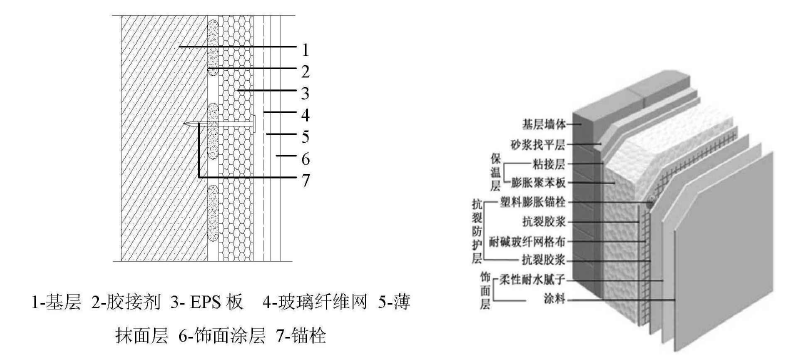 1
2
3
4
5
6
7
1-基层 2-胶接剂 3- EPS 板 4-玻璃纤维网 5-薄
抹面层 6-饰面涂层 7-锚栓
基层墙体
砂浆找平层
保温层
粘接层
膨胀聚苯板
抗裂防护层
塑料膨胀锚栓
抗裂胶浆
耐碱玻纤网格布
抗裂胶浆
饰面层
柔性耐水腻子
涂料